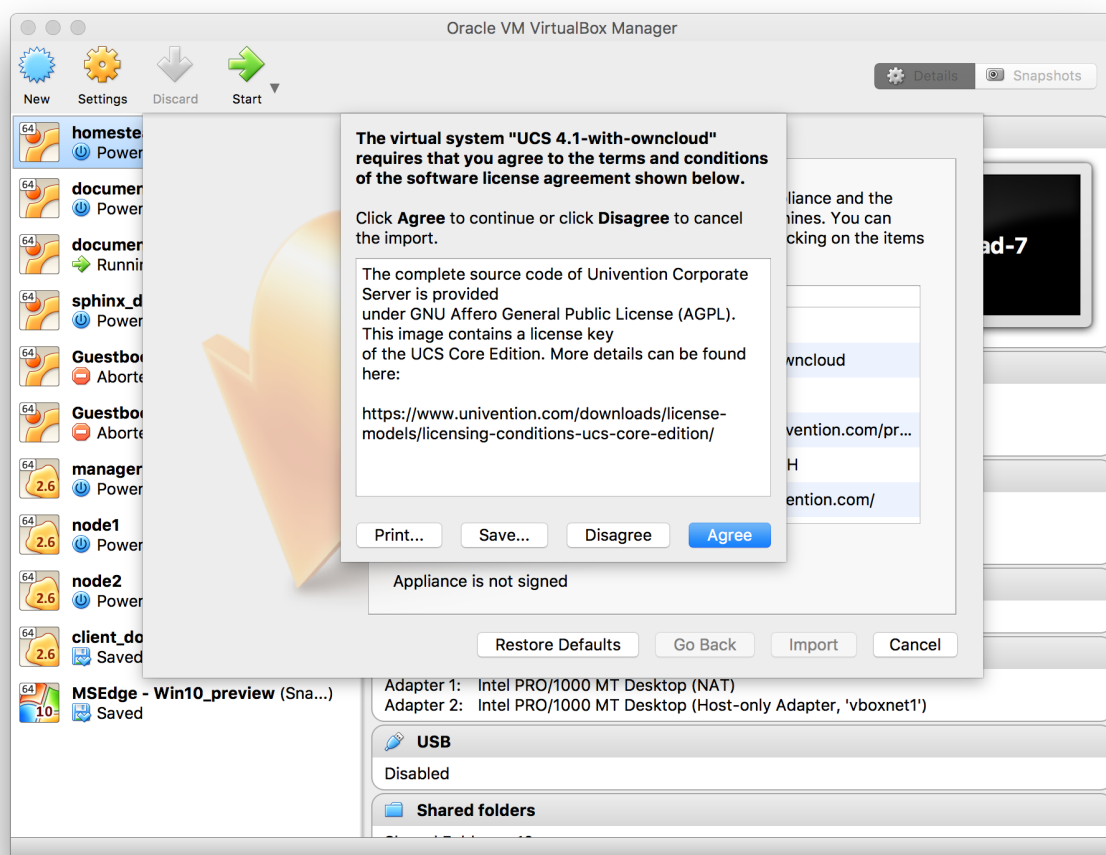 Oracle VM VirtualBox Manager
New
Settings
Discard
Start
Details
Snapshots
64
homeste
Power
64
documen
Power
64
documen
Runnin
64
sphinx_d
Power
64
Guestboo
Aborte
64
Guestboo
Aborte
64
2.6
manager
Power
64
2.6
node1
Power
64
2.6
node2
Power
64
2.6
client_do
Saved
64
10
MSEdge - Win10_preview (Sna...)
Saved
The virtual system "UCS 4.1-with-owncloud"
requires that you agree to the terms and conditions
of the software license agreement shown below.
Click Agree to continue or click Disagree to cancel
the import.
The complete source code of Univention Corporate
Server is provided
under GNU Affero General Public License (AGPL).
This image contains a license key
of the UCS Core Edition. More details can be found
here:
https://www.univention.com/downloads/license-
models/licensing-conditions-ucs-core-edition/
Print...
Save...
Disagree
Agree
liance and the
ines. You can
cking on the items
wncloud
vention.com/pr...
H
ention.com/
ad-7
Appliance is not signed
Restore Defaults
Go Back
Import
Cancel
Adapter 1: Intel PRO/1000 MT Desktop (NAT)
Adapter 2: Intel PRO/1000 MT Desktop (Host-only Adapter, 'vboxnet1')
USB
Disabled
Shared folders